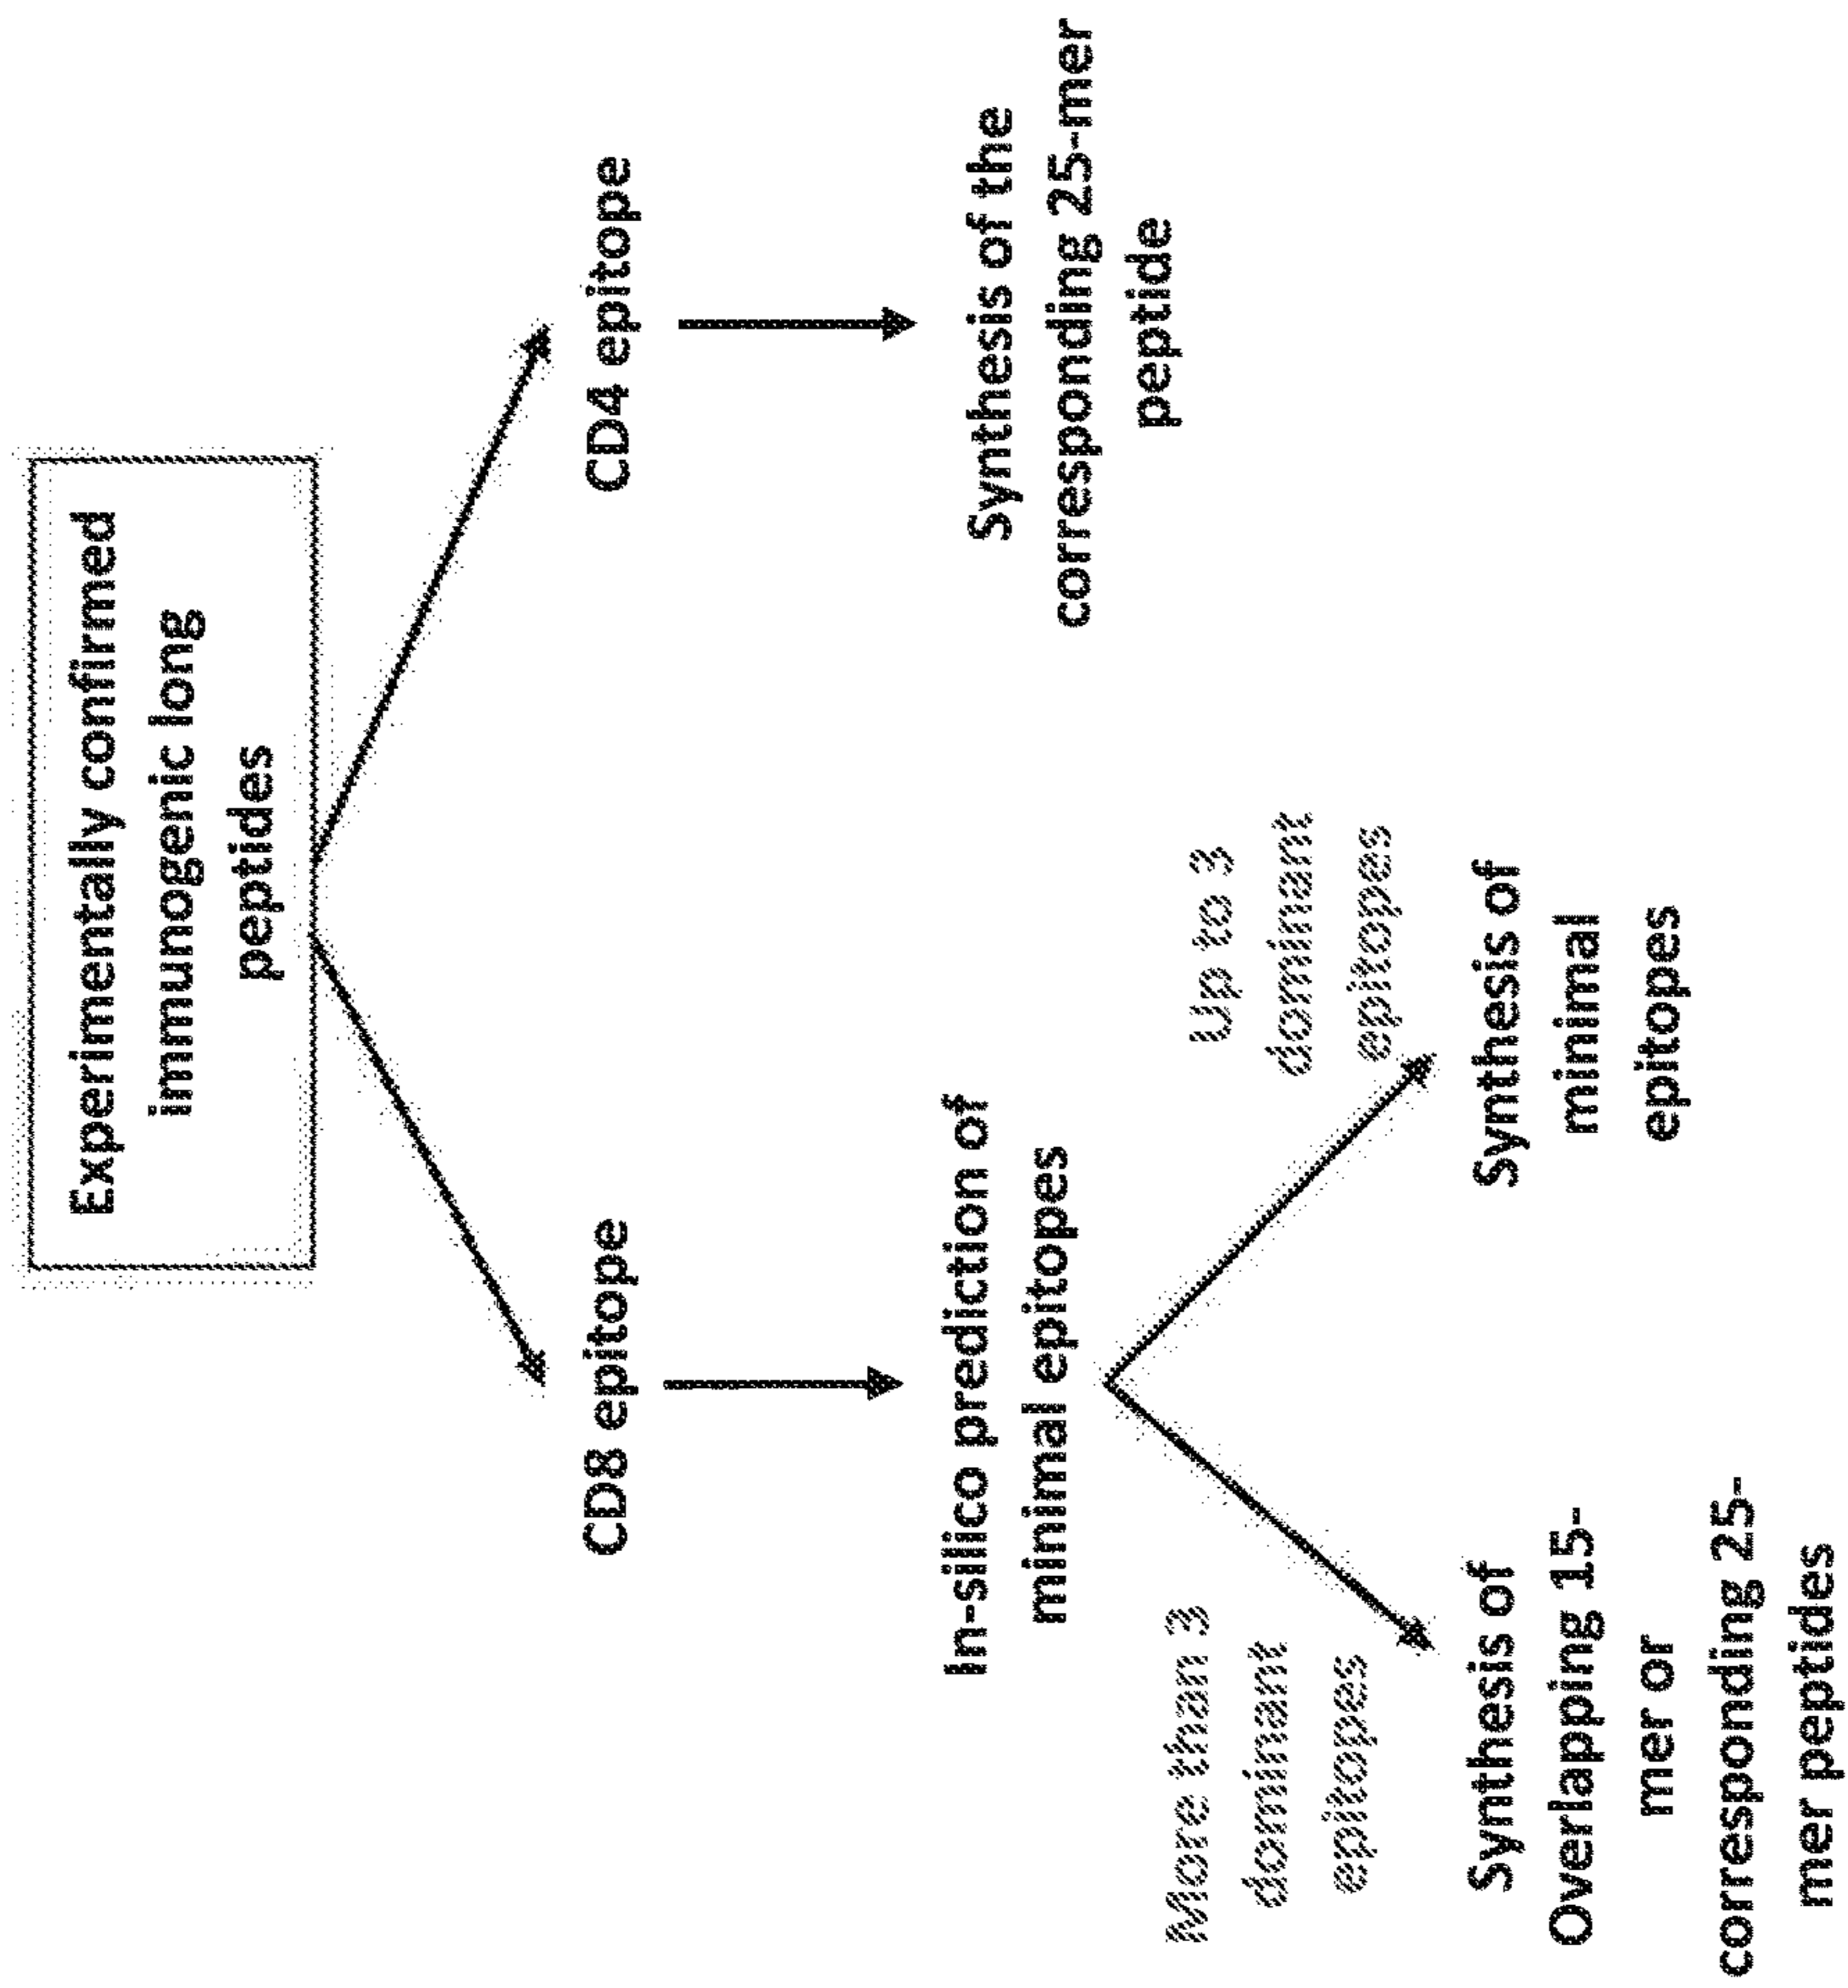 Experimentally confirmed
immunogenic long
peptides
CD8 epitope
CD4 epitope
In-silico prediction of
minimal epitopes
Synthesis of the
corresponding 25-mer
peptide
More than 3
dominant
epitopes
Up to 3
dominant
epitopes
Synthesis of
Overlapping 15-
mer or
corresponding 25-
mer peptides
Synthesis of
minimal
epitopes